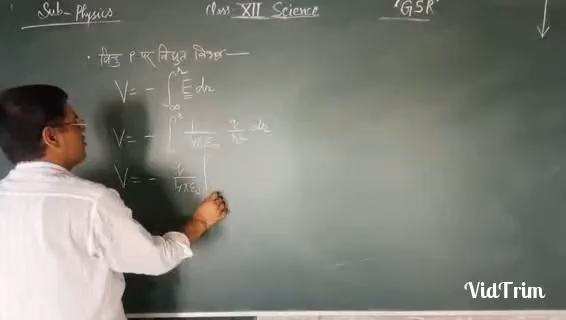 Sub-Physics Class XII Science "GSR"
· बिंदु P पर विद्युत विभव —
V = - ∫_{-∞}^{r} E dr
V = - ∫^{r} 1/4πε₀ q/r² dr
V = - q/4πε₀
VidTrim